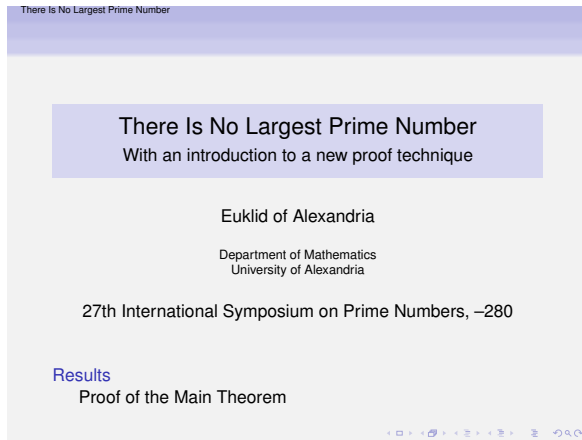 There Is No Largest Prime Number
There Is No Largest Prime Number
With an introduction to a new proof technique
Euklid of Alexandria
Department of Mathematics
University of Alexandria
27th International Symposium on Prime Numbers, –280
Results
Proof of the Main Theorem